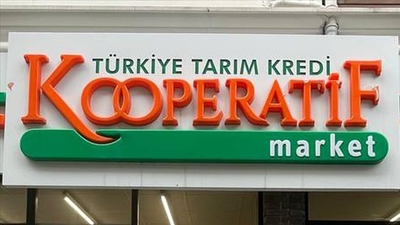 TÜRKİYE TARIM KREDİ
KOOPERATİF
market